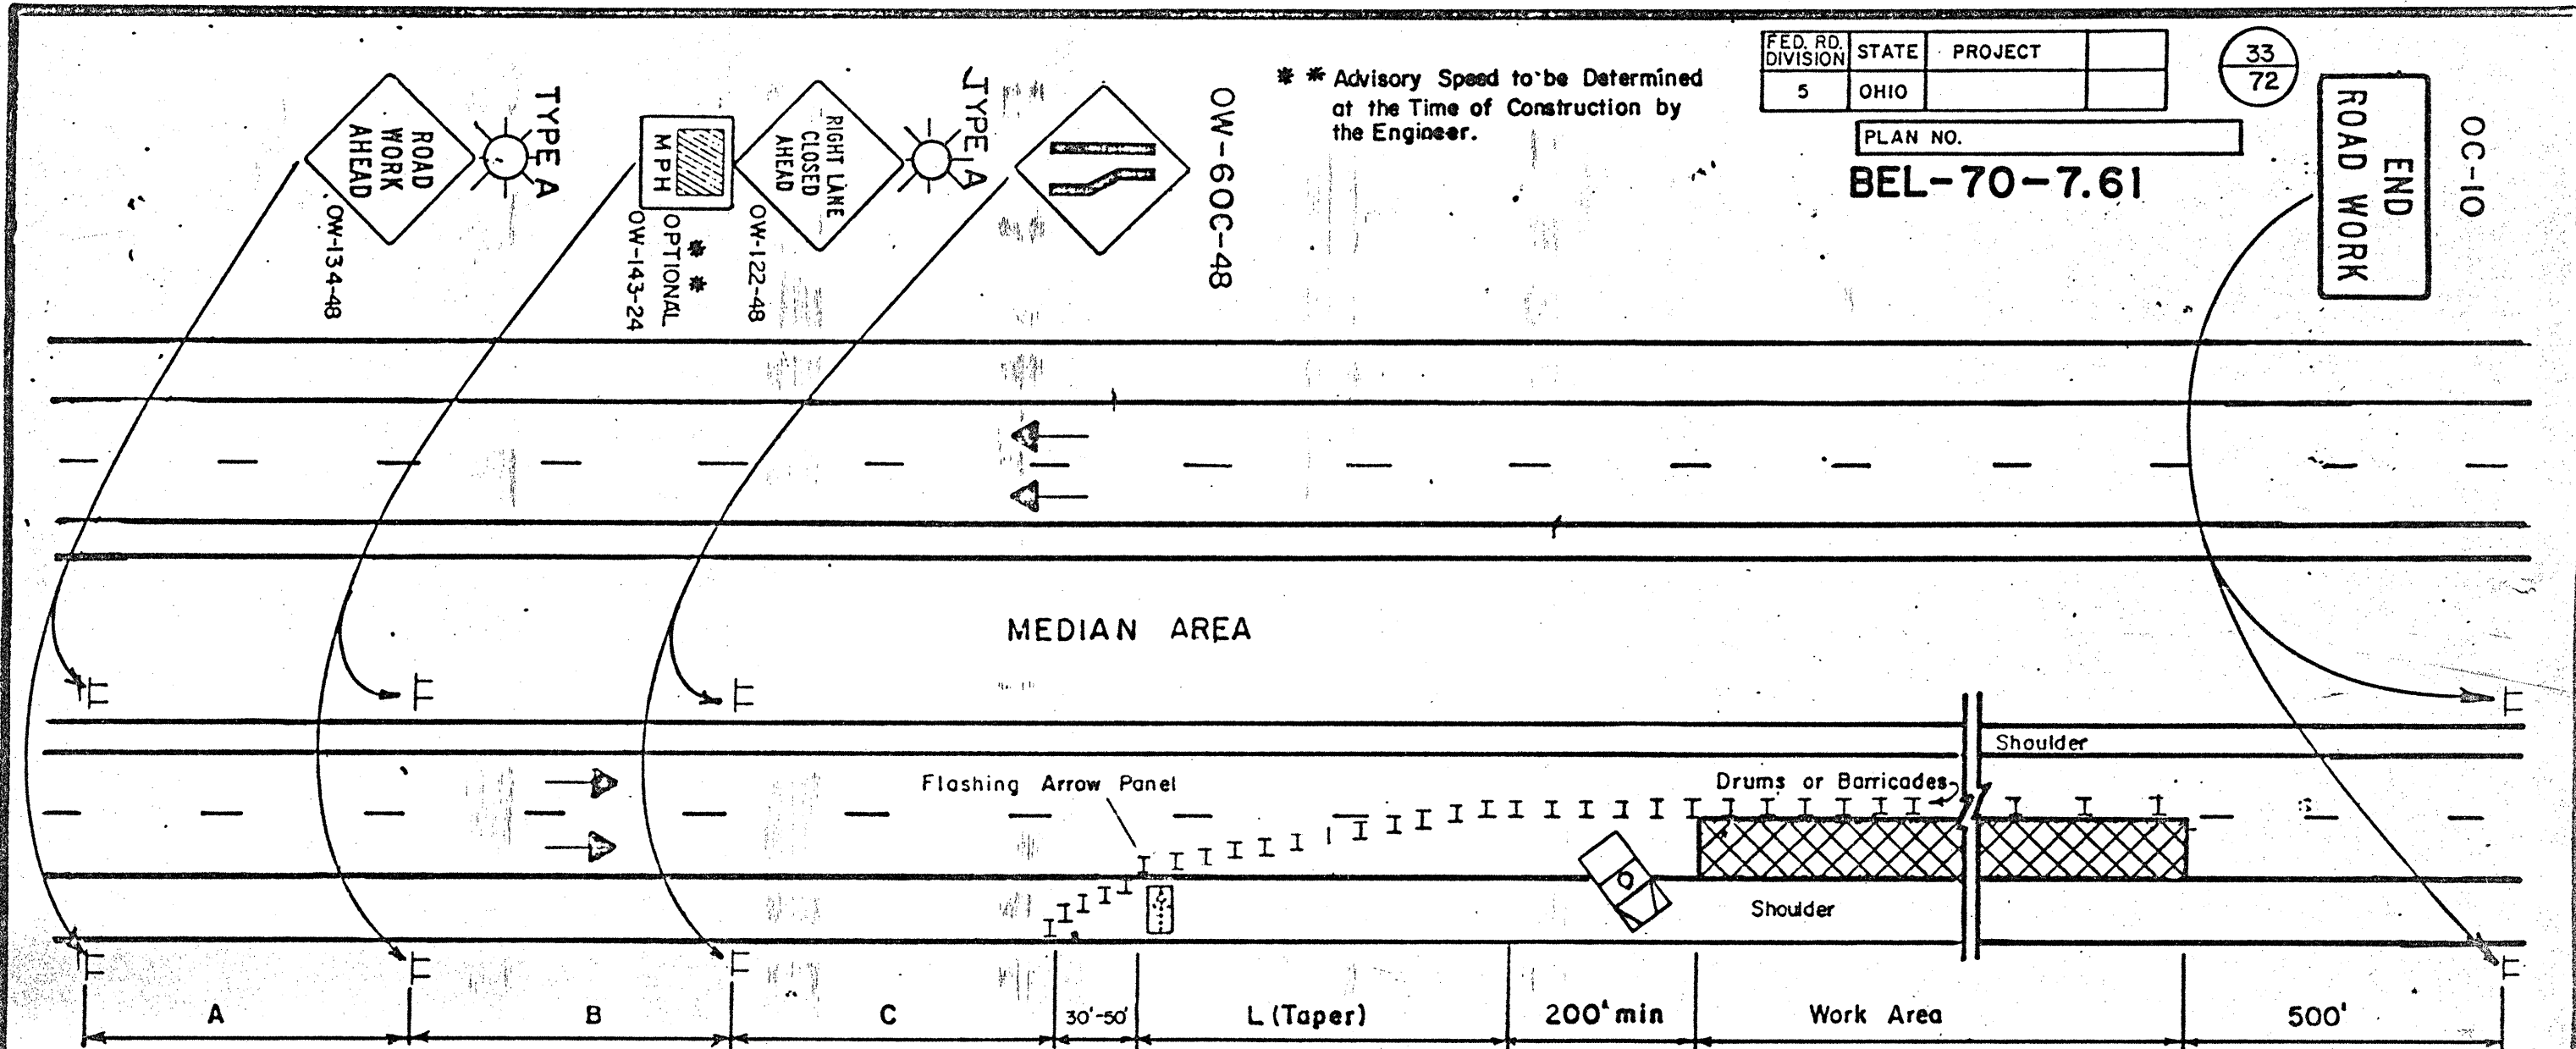 FED. RD. DIVISION STATE PROJECT
5 OHIO
33
72
PLAN NO.
BEL-70-7.61
* * Advisory Speed to be Determined
at the Time of Construction by
the Engineer.
ROAD
WORK
AHEAD
OW-134-48
TYPE A
MPH
* *
OPTIONAL
OW-143-24
RIGHT LANE
CLOSED
AHEAD
OW-122-48
TYPE A
OW-60C-48
END
ROAD WORK
OC-10
MEDIAN AREA
Shoulder
Flashing Arrow Panel
Drums or Barricades
Shoulder
A
B
C
30'-50'
L (Taper)
200' min
Work Area
500'